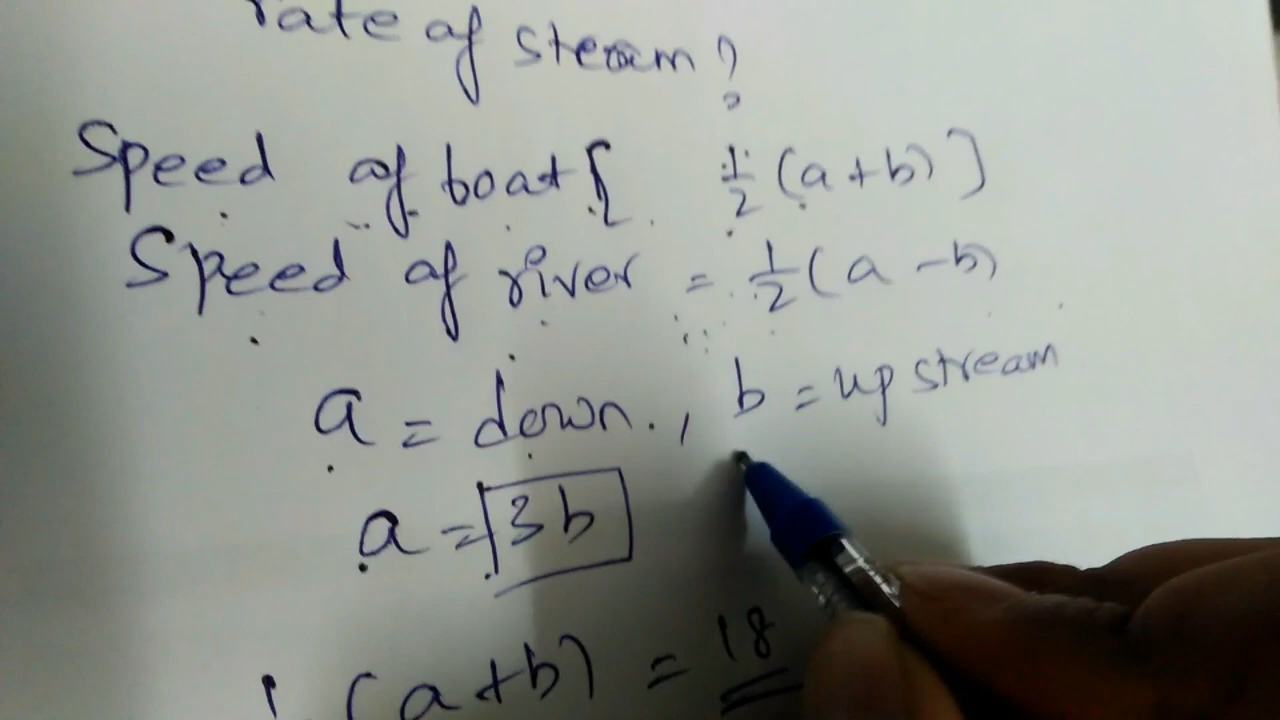 rate of stream?
Speed of boat [ 1/2 (a+b) ]
Speed of river = 1/2 (a-b)
a = down., b = up stream
a = 3b
(a+b) = 18